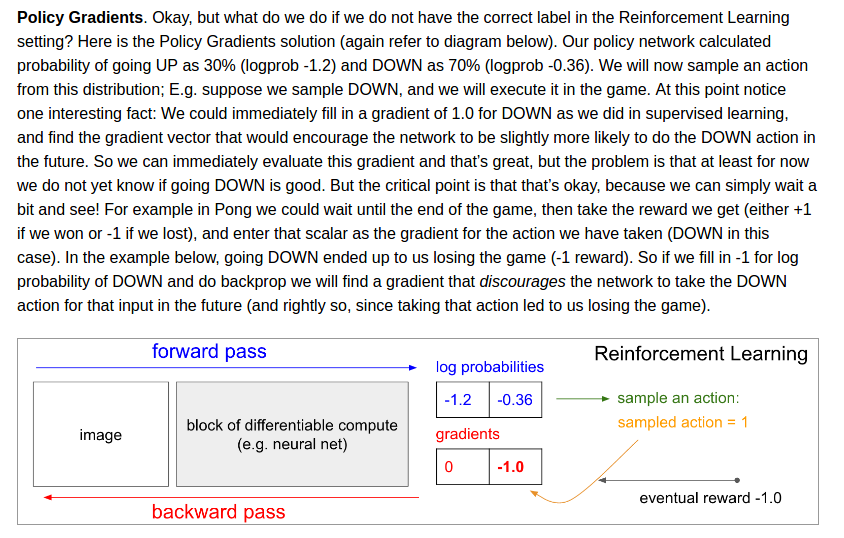 Policy Gradients. Okay, but what do we do if we do not have the correct label in the Reinforcement Learning
setting? Here is the Policy Gradients solution (again refer to diagram below). Our policy network calculated
probability of going UP as 30% (logprob -1.2) and DOWN as 70% (logprob -0.36). We will now sample an action
from this distribution; E.g. suppose we sample DOWN, and we will execute it in the game. At this point notice
one interesting fact: We could immediately fill in a gradient of 1.0 for DOWN as we did in supervised learning,
and find the gradient vector that would encourage the network to be slightly more likely to do the DOWN action in
the future. So we can immediately evaluate this gradient and that's great, but the problem is that at least for now
we do not yet know if going DOWN is good. But the critical point is that that's okay, because we can simply wait a
bit and see! For example in Pong we could wait until the end of the game, then take the reward we get (either +1
if we won or -1 if we lost), and enter that scalar as the gradient for the action we have taken (DOWN in this
case). In the example below, going DOWN ended up to us losing the game (-1 reward). So if we fill in -1 for log
probability of DOWN and do backprop we will find a gradient that discourages the network to take the DOWN
action for that input in the future (and rightly so, since taking that action led to us losing the game).
forward pass
Reinforcement Learning
log probabilities
-1.2 -0.36
sample an action:
sampled action = 1
image
block of differentiable compute
(e.g. neural net)
gradients
0 -1.0
eventual reward -1.0
backward pass